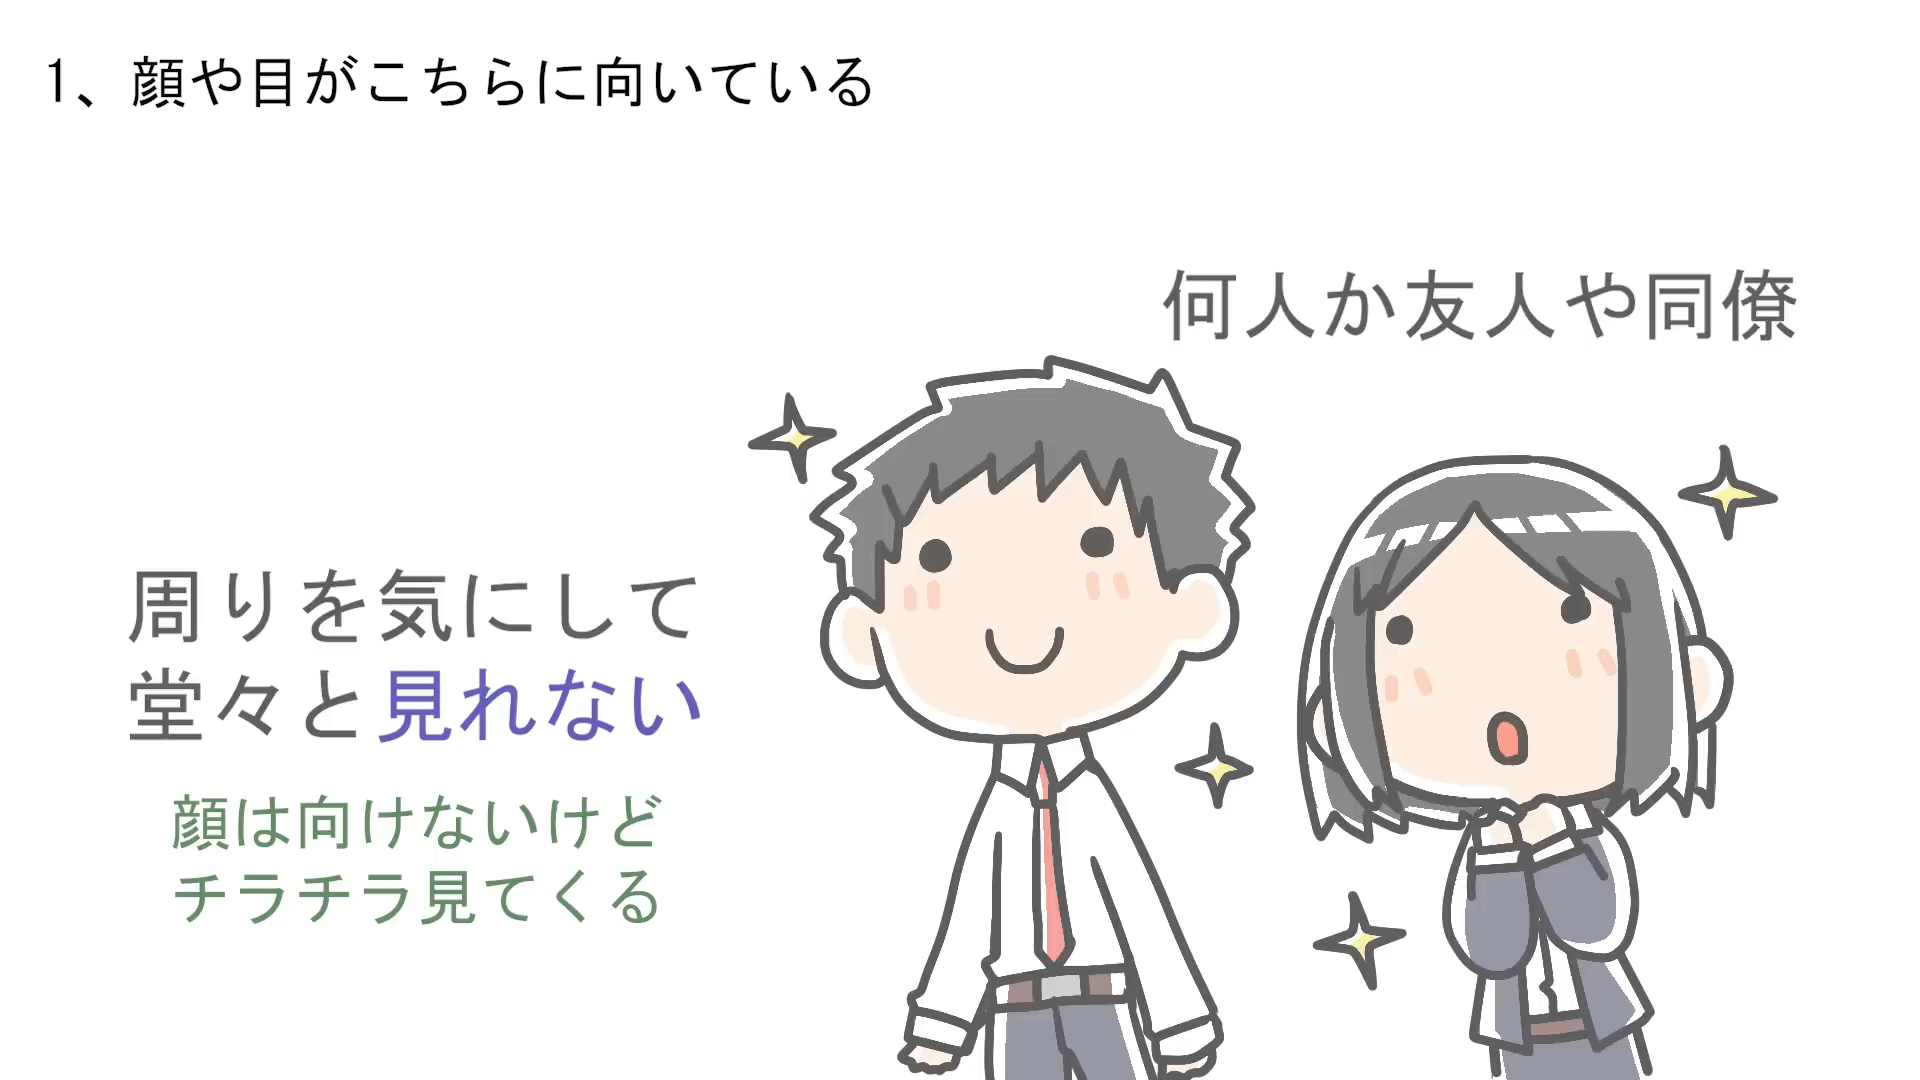 1、顔や目がこちらに向いている
何人か友人や同僚
周りを気にして
堂々と見れない
顔は向けないけど
チラチラ見てくる